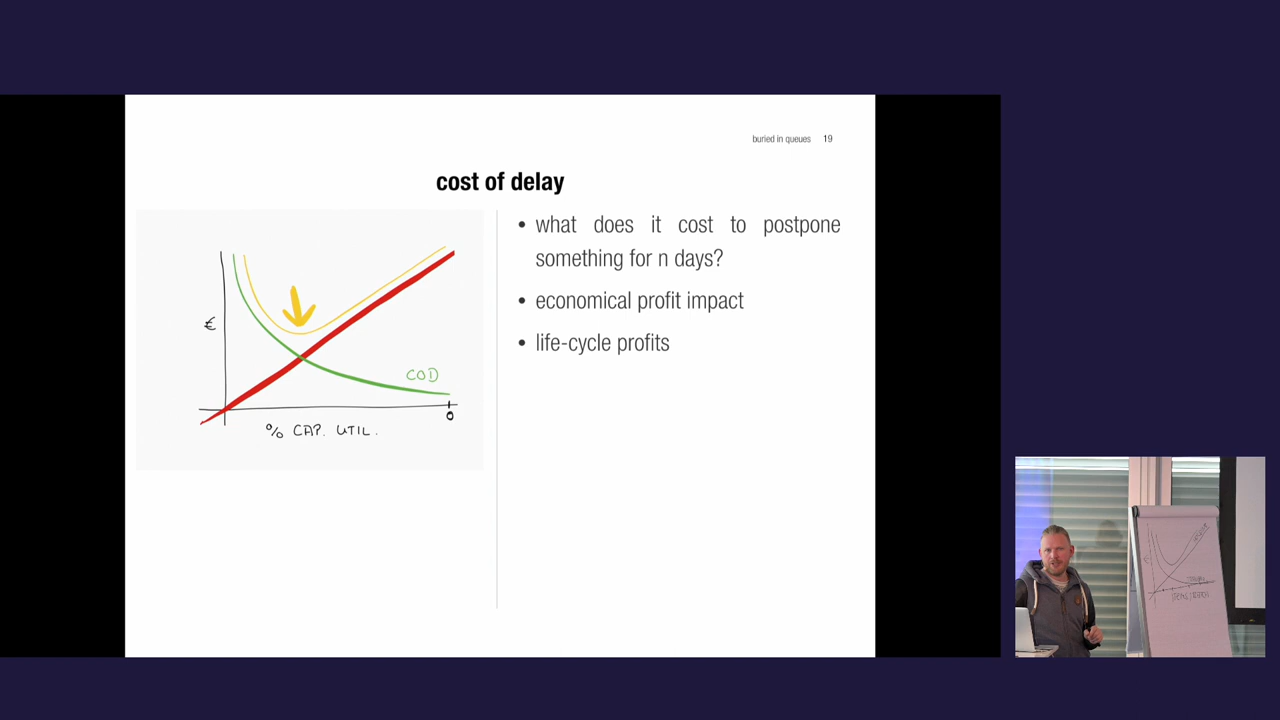 buried in queues 19
cost of delay
€
COD
0
% CAP. UTIL.
• what does it cost to postpone
something for n days?
• economical profit impact
• life-cycle profits